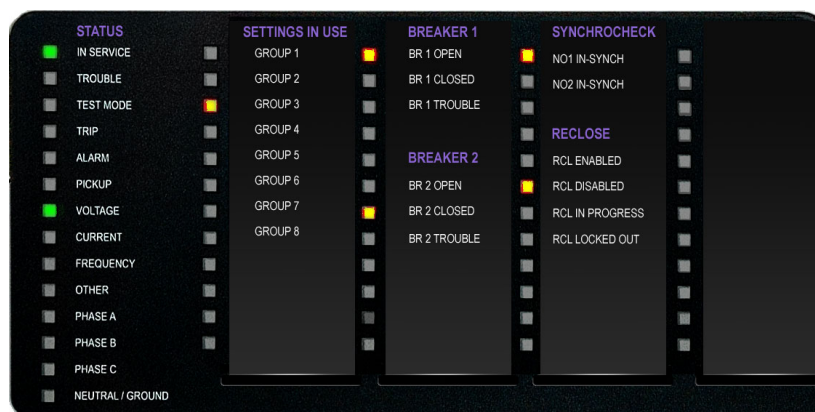 STATUS
IN SERVICE
TROUBLE
TEST MODE
TRIP
ALARM
PICKUP
VOLTAGE
CURRENT
FREQUENCY
OTHER
PHASE A
PHASE B
PHASE C
NEUTRAL / GROUND
SETTINGS IN USE
GROUP 1
GROUP 2
GROUP 3
GROUP 4
GROUP 5
GROUP 6
GROUP 7
GROUP 8
BREAKER 1
BR 1 OPEN
BR 1 CLOSED
BR 1 TROUBLE
BREAKER 2
BR 2 OPEN
BR 2 CLOSED
BR 2 TROUBLE
SYNCHROCHECK
NO1 IN-SYNCH
NO2 IN-SYNCH
RECLOSE
RCL ENABLED
RCL DISABLED
RCL IN PROGRESS
RCL LOCKED OUT